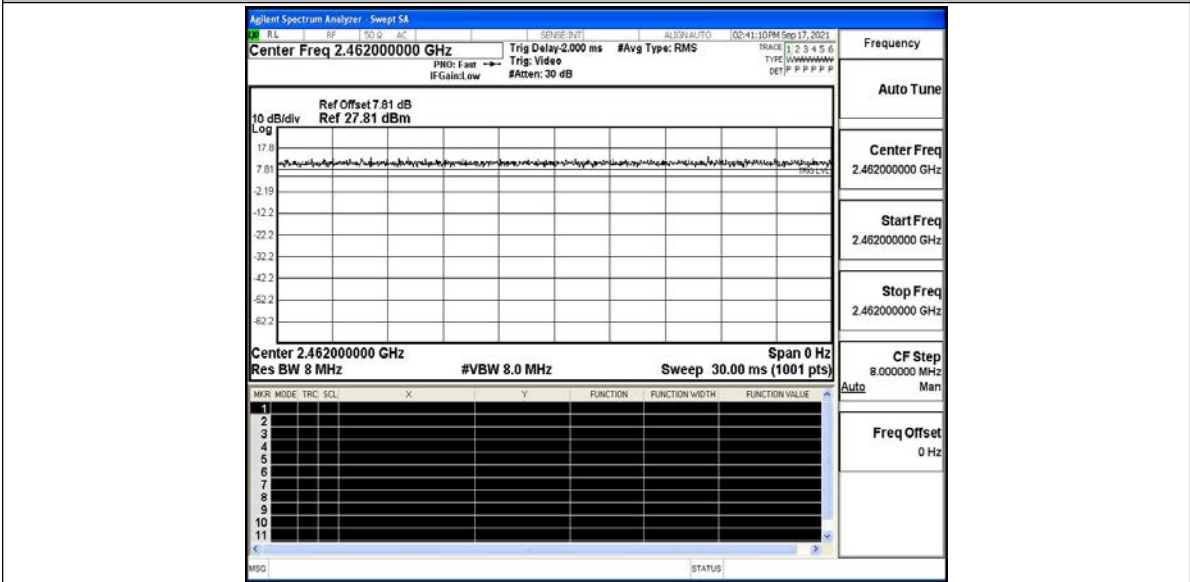 Agilent Spectrum Analyzer - Swept SA
RL RF 50 Ω AC SENSE:INT ALIGNAUTO 02:41:10PM Sep 17, 2021
Center Freq 2.462000000 GHz
PNO: Fast
IFGain:Low
Trig Delay-2.000 ms
Trig: Video
#Atten: 30 dB
#Avg Type: RMS
TRACE 1 2 3 4 5 6
TYPE WWWWWW
DET P P P P P P
Ref Offset 7.81 dB
10 dB/div Ref 27.81 dBm
Log
17.8
7.81
TRIG LVL
-2.19
-12.2
-22.2
-32.2
-42.2
-52.2
-62.2
Center 2.462000000 GHz Span 0 Hz
Res BW 8 MHz #VBW 8.0 MHz Sweep 30.00 ms (1001 pts)
MKR MODE TRC SCL X Y FUNCTION FUNCTION WIDTH FUNCTION VALUE
1
2
3
4
5
6
7
8
9
10
11
MSG STATUS
Frequency
Auto Tune
Center Freq
2.462000000 GHz
Start Freq
2.462000000 GHz
Stop Freq
2.462000000 GHz
CF Step
8.000000 MHz
Auto Man
Freq Offset
0 Hz